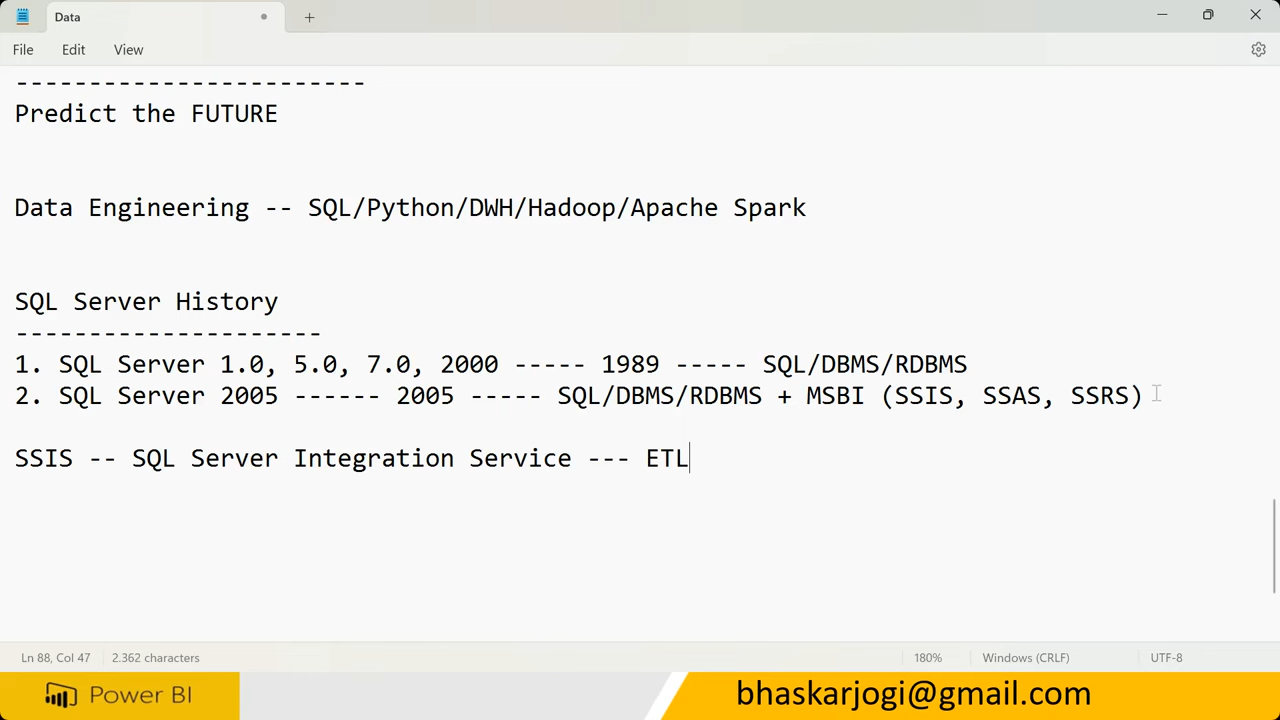 Data
File Edit View
------------------------
Predict the FUTURE
Data Engineering -- SQL/Python/DWH/Hadoop/Apache Spark
SQL Server History
---------------------
1. SQL Server 1.0, 5.0, 7.0, 2000 ----- 1989 ----- SQL/DBMS/RDBMS
2. SQL Server 2005 ------ 2005 ----- SQL/DBMS/RDBMS + MSBI (SSIS, SSAS, SSRS)
SSIS -- SQL Server Integration Service --- ETL
Ln 88, Col 47 2.362 characters 180% Windows (CRLF) UTF-8
Power BI bhaskarjogi@gmail.com